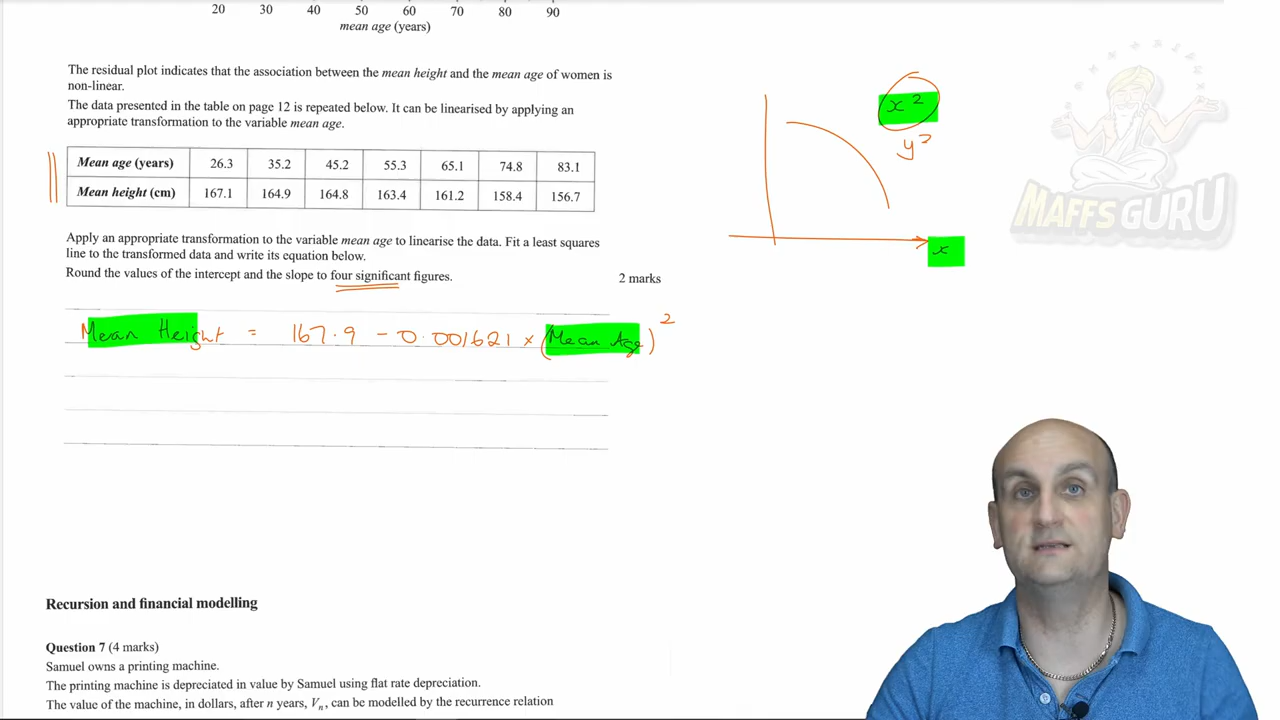 20 30 40 50 60 70 80 90
mean age (years)
The residual plot indicates that the association between the mean height and the mean age of women is
non-linear.
The data presented in the table on page 12 is repeated below. It can be linearised by applying an
appropriate transformation to the variable mean age.
Mean age (years) 26.3 35.2 45.2 55.3 65.1 74.8 83.1
Mean height (cm) 167.1 164.9 164.8 163.4 161.2 158.4 156.7
Apply an appropriate transformation to the variable mean age to linearise the data. Fit a least squares
line to the transformed data and write its equation below.
Round the values of the intercept and the slope to four significant figures.
2 marks
Mean Height = 167.9 - 0.001621 × (Mean Age)²
x²
y²
x
MAFFSGURU
Recursion and financial modelling
Question 7 (4 marks)
Samuel owns a printing machine.
The printing machine is depreciated in value by Samuel using flat rate depreciation.
The value of the machine, in dollars, after n years, Vₙ, can be modelled by the recurrence relation